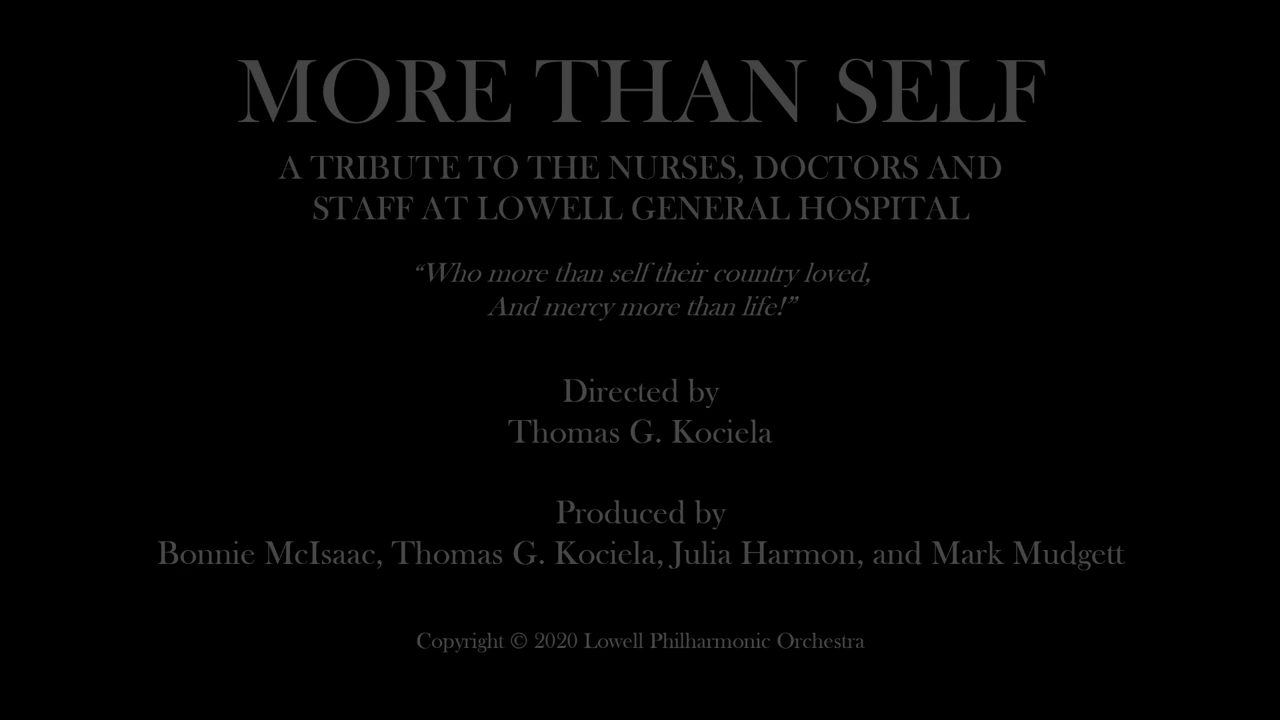 MORE THAN SELF
A TRIBUTE TO THE NURSES, DOCTORS AND
STAFF AT LOWELL GENERAL HOSPITAL
“Who more than self their country loved,
And mercy more than life!”
Directed by
Thomas G. Kociela
Produced by
Bonnie McIsaac, Thomas G. Kociela, Julia Harmon, and Mark Mudgett
Copyright © 2020 Lowell Philharmonic Orchestra